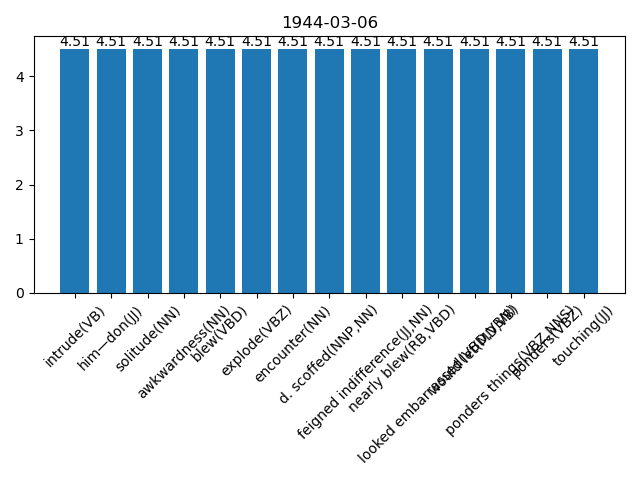 1944-03-06
4.51 4.51 4.51 4.51 4.51 4.51 4.51 4.51 4.51 4.51 4.51 4.51 4.51 4.51 4.51
4
3
2
1
0
intrude(VB)
him—don(JJ)
solitude(NN)
awkwardness(NN)
blew(VBD)
explode(VBZ)
encounter(NN)
d. scoffed(NNP,NN)
feigned indifference(JJ,NN)
nearly blew(RB,VBD)
looked embarrassed(VBD,VBN)
ponders things(VBZ,NNS)
ponders(VBZ)
touching(JJ)